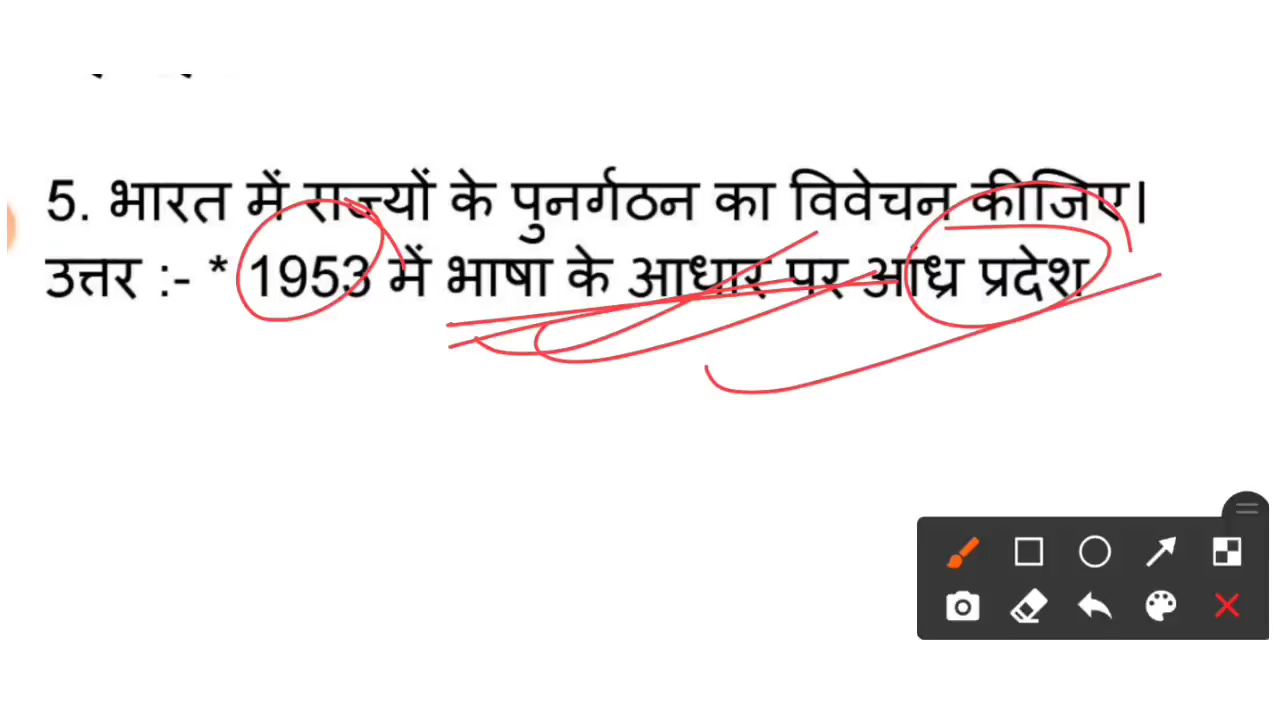 5. भारत में राज्यों के पुनर्गठन का विवेचन कीजिए।
उत्तर :- * 1953 में भाषा के आधार पर आंध्र प्रदेश